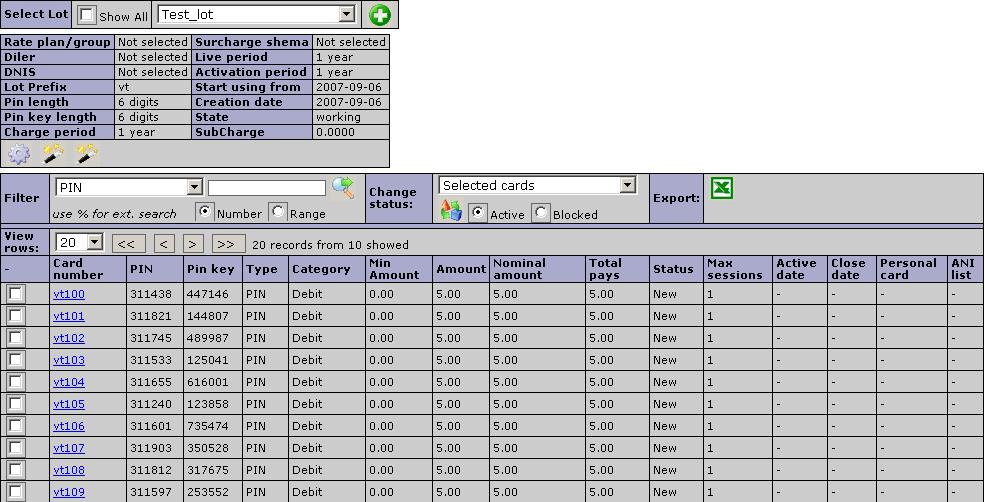 Select Lot Show All Test_lot
Rate plan/group Not selected Surcharge shema Not selected
Diler Not selected Live period 1 year
DNIS Not selected Activation period 1 year
Lot Prefix vt Start using from 2007-09-06
Pin length 6 digits Creation date 2007-09-06
Pin key length 6 digits State working
Charge period 1 year SubCharge 0.0000
Filter PIN Change status: Selected cards Export:
use % for ext. search Number Range Active Blocked
View rows: 20 << < > >> 20 records from 10 showed
- Card number PIN Pin key Type Category Min Amount Amount Nominal amount Total pays Status Max sessions Active date Close date Personal card ANI list
vt100 311438 447146 PIN Debit 0.00 5.00 5.00 5.00 New 1 - - - -
vt101 311821 144807 PIN Debit 0.00 5.00 5.00 5.00 New 1 - - - -
vt102 311745 489987 PIN Debit 0.00 5.00 5.00 5.00 New 1 - - - -
vt103 311533 125041 PIN Debit 0.00 5.00 5.00 5.00 New 1 - - - -
vt104 311655 616001 PIN Debit 0.00 5.00 5.00 5.00 New 1 - - - -
vt105 311240 123858 PIN Debit 0.00 5.00 5.00 5.00 New 1 - - - -
vt106 311601 735474 PIN Debit 0.00 5.00 5.00 5.00 New 1 - - - -
vt107 311903 350528 PIN Debit 0.00 5.00 5.00 5.00 New 1 - - - -
vt108 311812 317675 PIN Debit 0.00 5.00 5.00 5.00 New 1 - - - -
vt109 311597 253552 PIN Debit 0.00 5.00 5.00 5.00 New 1 - - - -